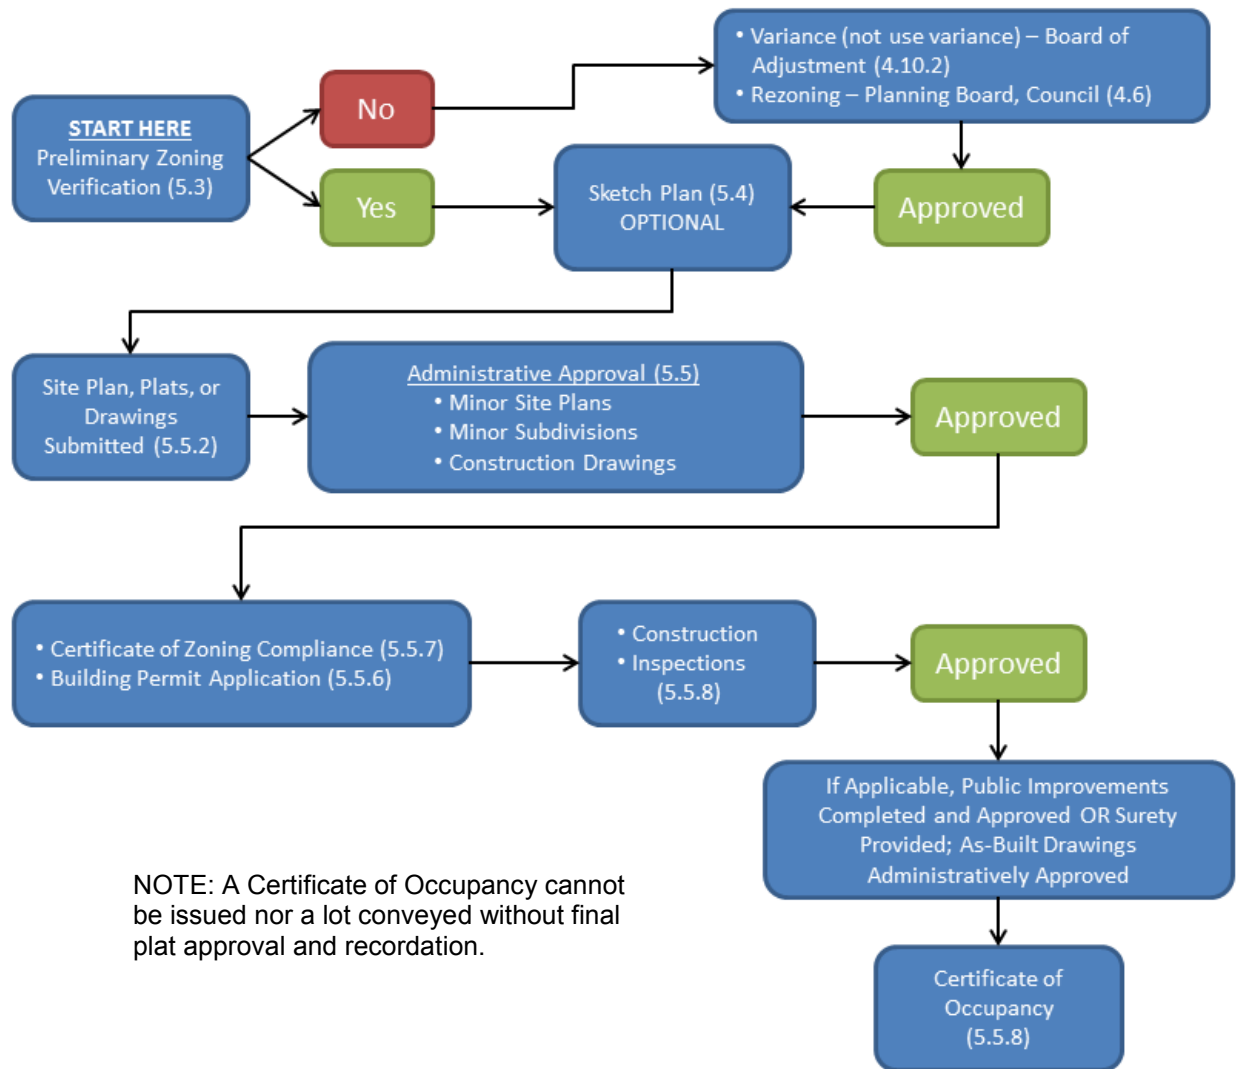 START HERE
Preliminary Zoning
Verification (5.3)
No
• Variance (not use variance) – Board of
Adjustment (4.10.2)
• Rezoning – Planning Board, Council (4.6)
Yes
Sketch Plan (5.4)
OPTIONAL
Approved
Site Plan, Plats, or
Drawings
Submitted (5.5.2)
Administrative Approval (5.5)
• Minor Site Plans
• Minor Subdivisions
• Construction Drawings
Approved
• Certificate of Zoning Compliance (5.5.7)
• Building Permit Application (5.5.6)
• Construction
• Inspections
(5.5.8)
Approved
If Applicable, Public Improvements
Completed and Approved OR Surety
Provided; As-Built Drawings
Administratively Approved
NOTE: A Certificate of Occupancy cannot
be issued nor a lot conveyed without final
plat approval and recordation.
Certificate of
Occupancy
(5.5.8)